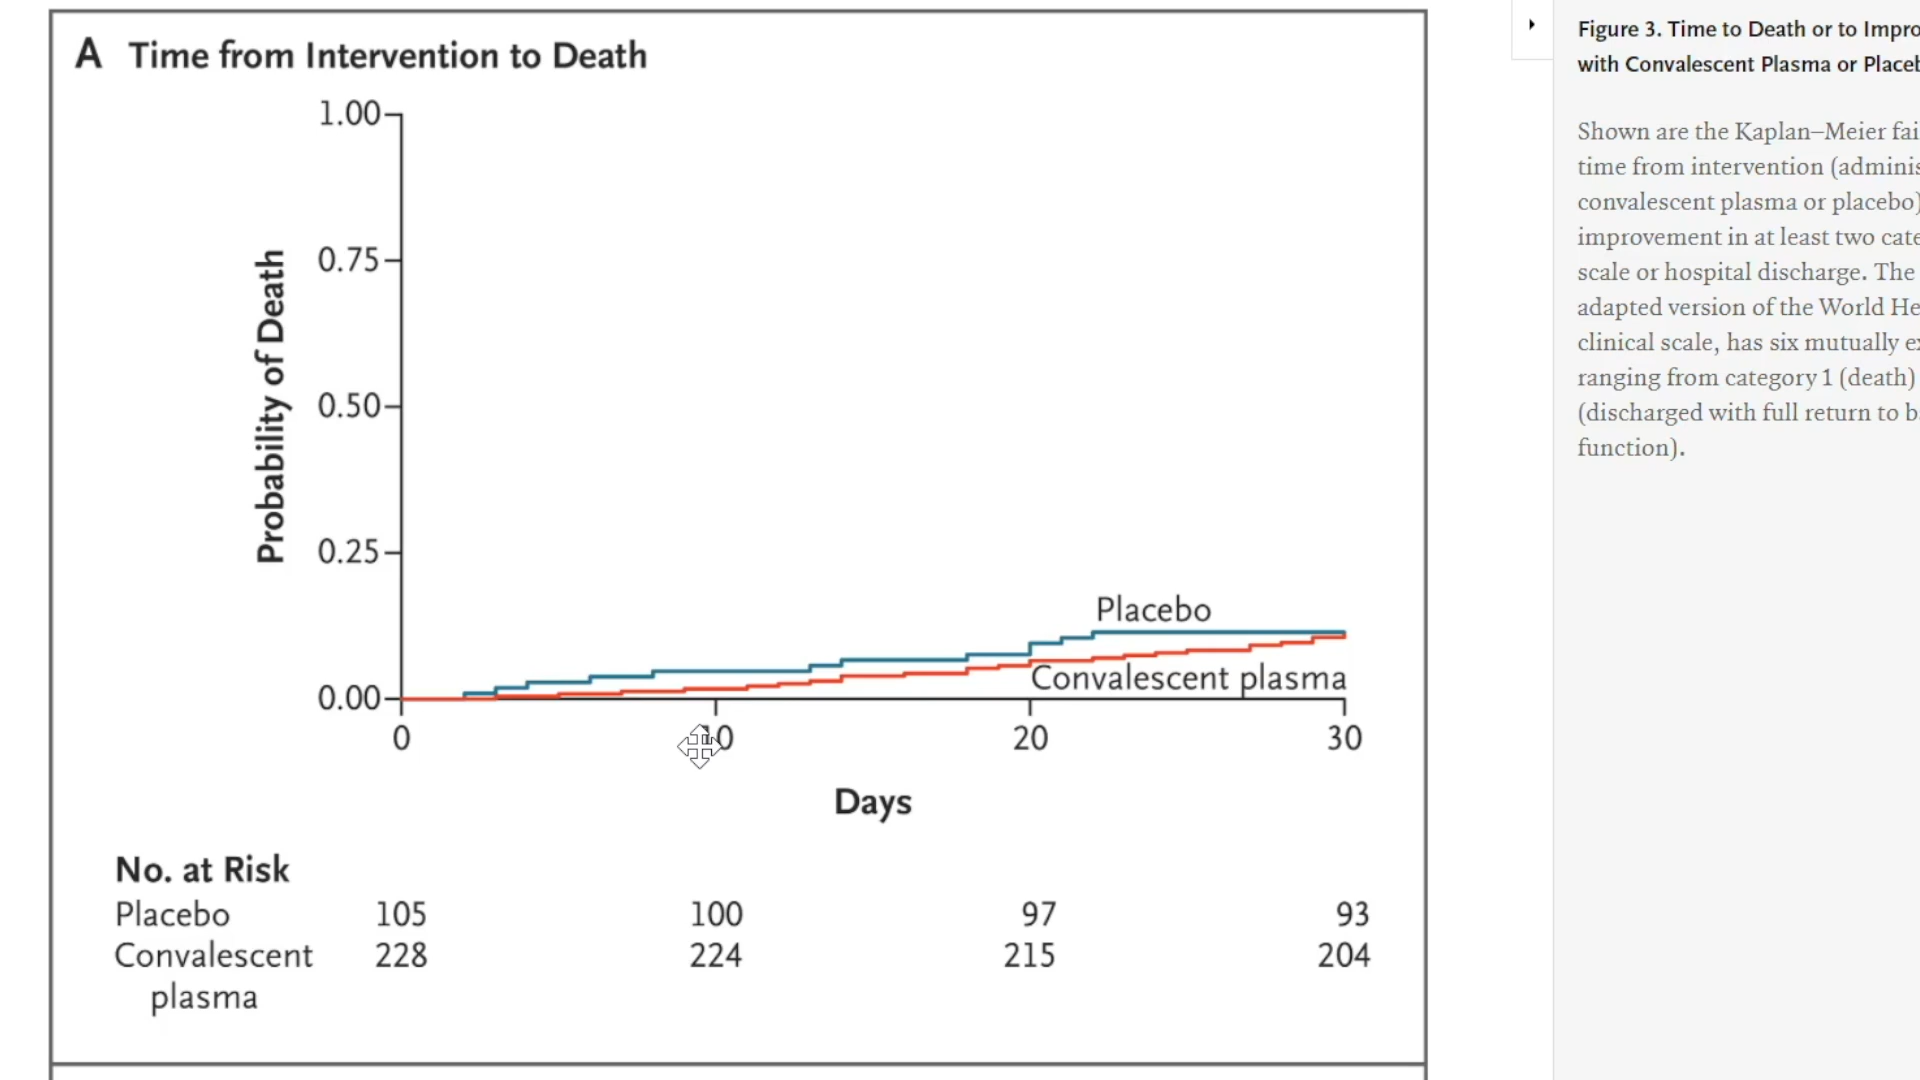 A Time from Intervention to Death
1.00
0.75
0.50
0.25
0.00
Probability of Death
Placebo
Convalescent plasma
0 10 20 30
Days
No. at Risk
Placebo 105 100 97 93
Convalescent 228 224 215 204
plasma
Figure 3. Time to Death or to Impro
with Convalescent Plasma or Placeb
Shown are the Kaplan–Meier fai
time from intervention (adminis
convalescent plasma or placebo)
improvement in at least two cate
scale or hospital discharge. The
adapted version of the World He
clinical scale, has six mutually ex
ranging from category 1 (death)
(discharged with full return to ba
function).